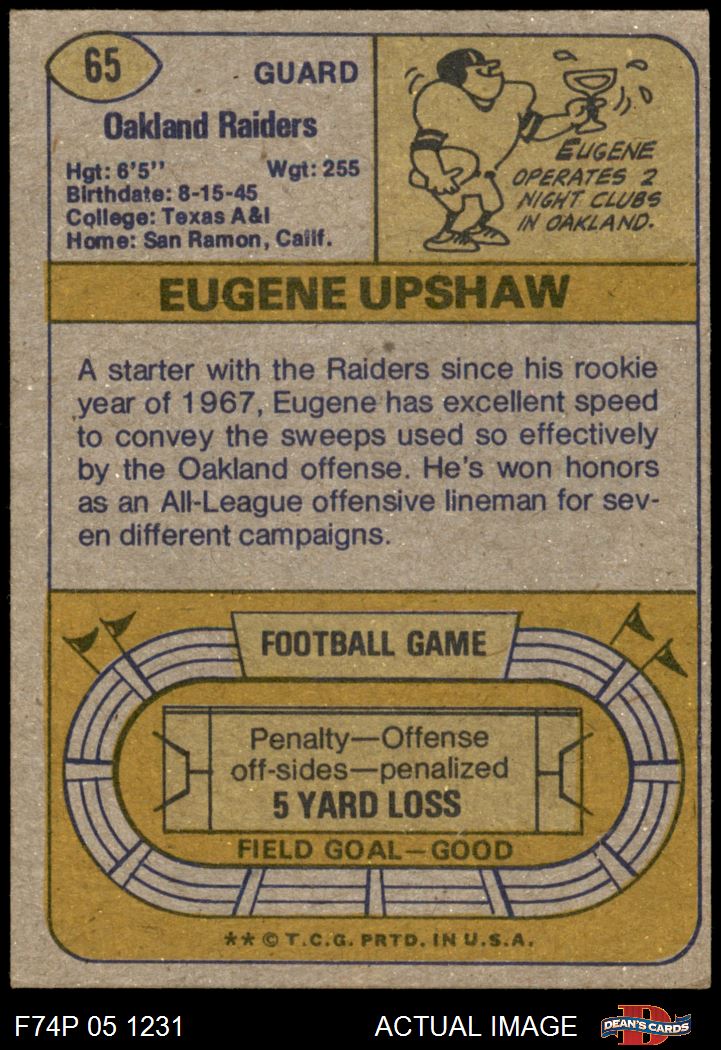 65
GUARD
Oakland Raiders
Hgt: 6'5" Wgt: 255
Birthdate: 8-15-45
College: Texas A&I
Home: San Ramon, Calif.
EUGENE
OPERATES 2
NIGHT CLUBS
IN OAKLAND.
EUGENE UPSHAW
A starter with the Raiders since his rookie
year of 1967, Eugene has excellent speed
to convey the sweeps used so effectively
by the Oakland offense. He's won honors
as an All-League offensive lineman for sev-
en different campaigns.
FOOTBALL GAME
Penalty—Offense
off-sides—penalized
5 YARD LOSS
FIELD GOAL—GOOD
** © T.C.G. PRTD. IN U.S.A.
F74P 05 1231 ACTUAL IMAGE
D
DEAN'S CARDS